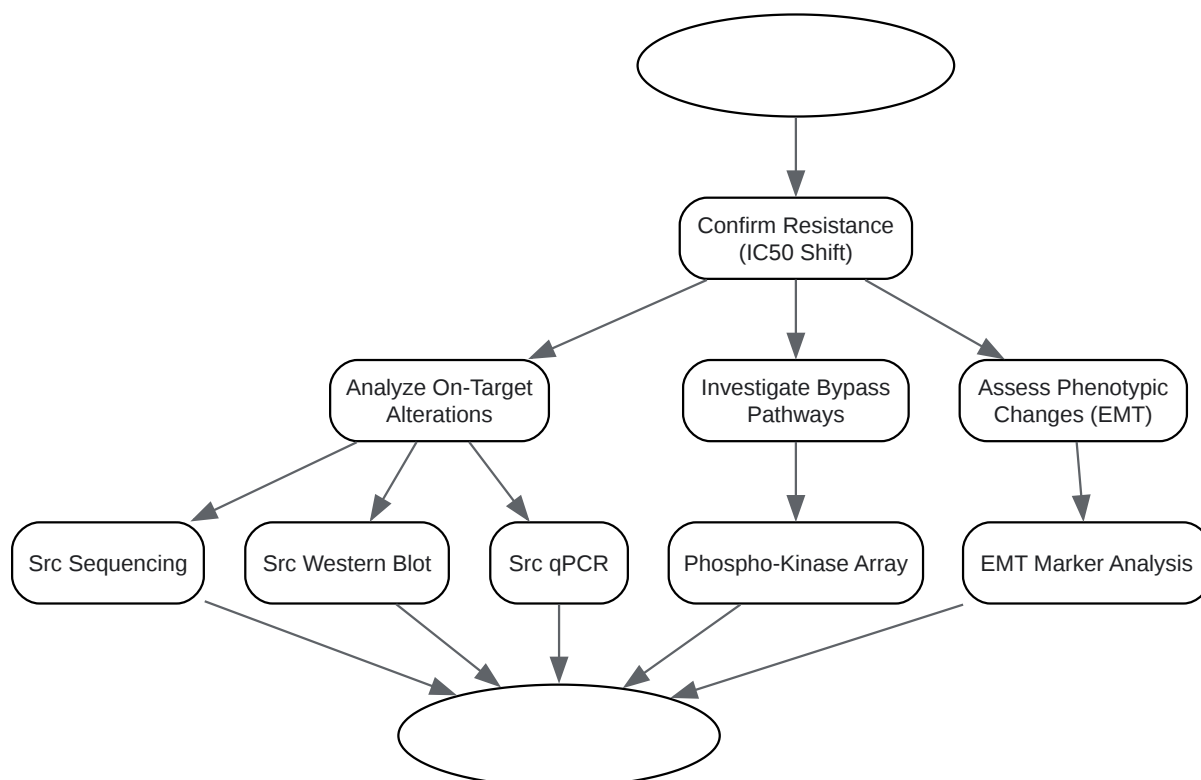 Confirm Resistance
(IC50 Shift)
Analyze On-Target
Alterations
Investigate Bypass
Pathways
Assess Phenotypic
Changes (EMT)
Src Sequencing
Src Western Blot
Src qPCR
Phospho-Kinase Array
EMT Marker Analysis